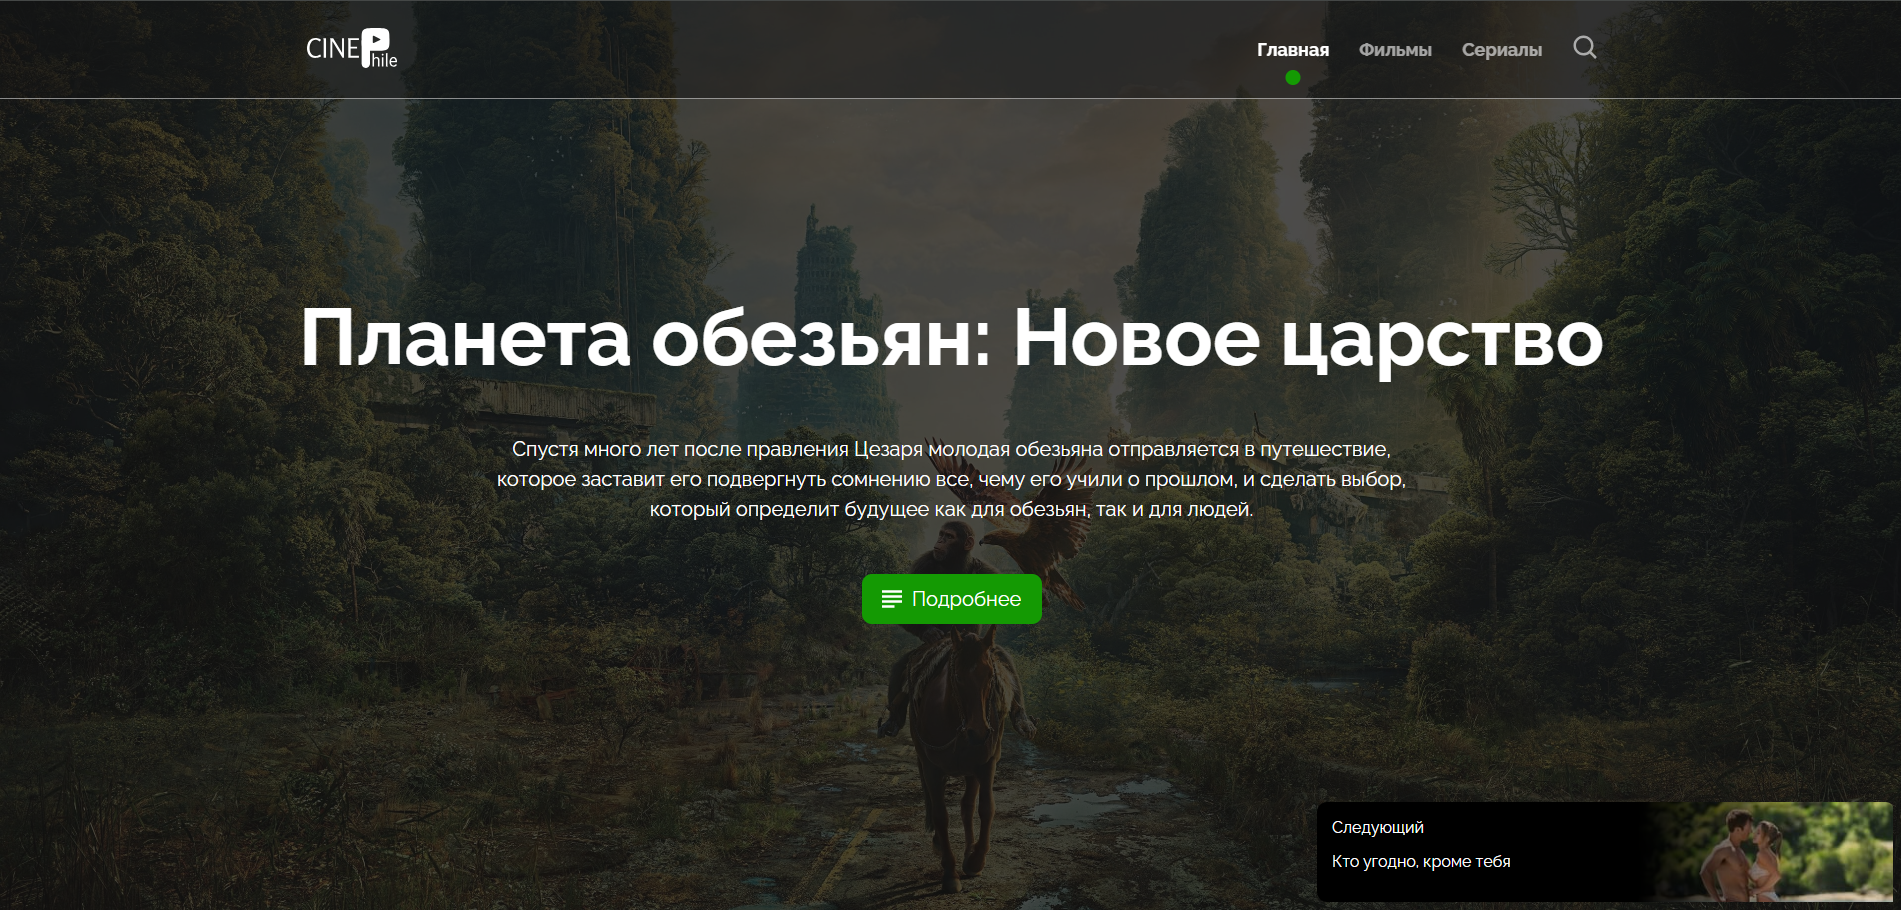 CINEPhile
Главная
Фильмы
Сериалы
Планета обезьян: Новое царство
Спустя много лет после правления Цезаря молодая обезьяна отправляется в путешествие,
которое заставит его подвергнуть сомнению все, чему его учили о прошлом, и сделать выбор,
который определит будущее как для обезьян, так и для людей.
Подробнее
Следующий
Кто угодно, кроме тебя